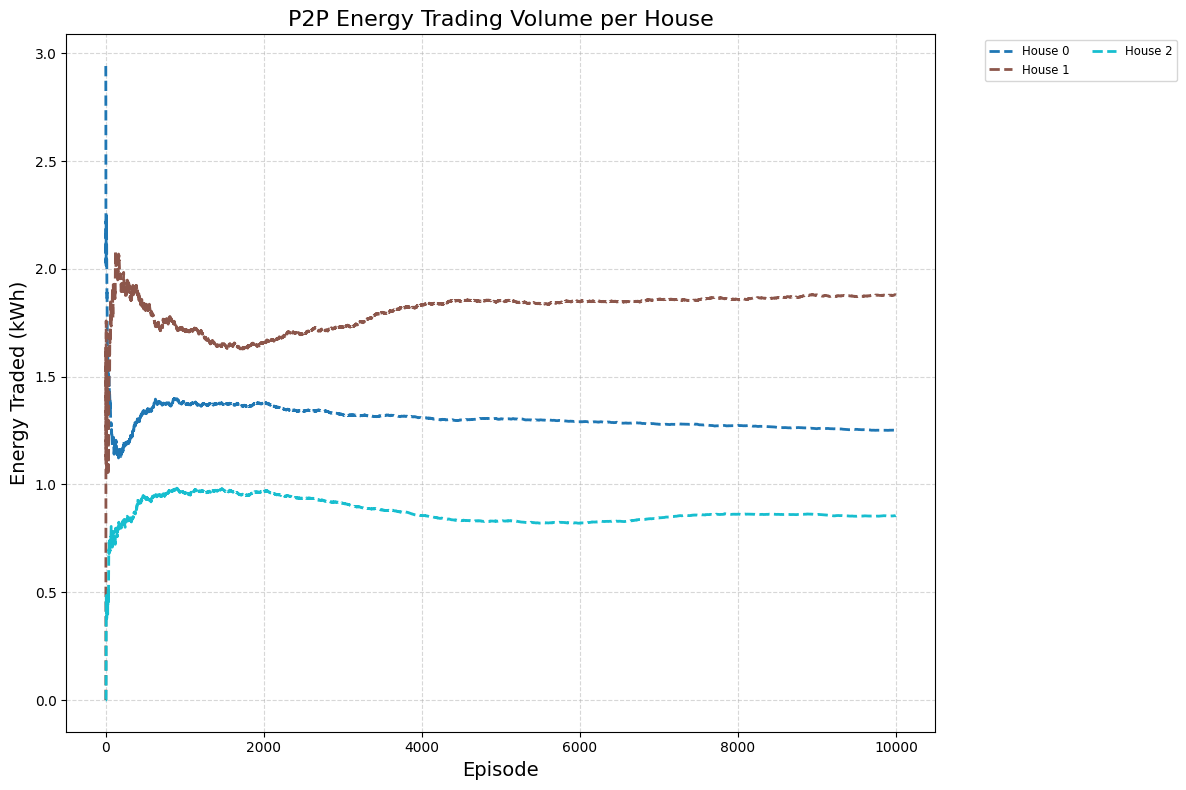 P2P Energy Trading Volume per House
Energy Traded (kWh)
3.0
2.5
2.0
1.5
1.0
0.5
0.0
0 2000 4000 6000 8000 10000
Episode
House 0 House 2
House 1